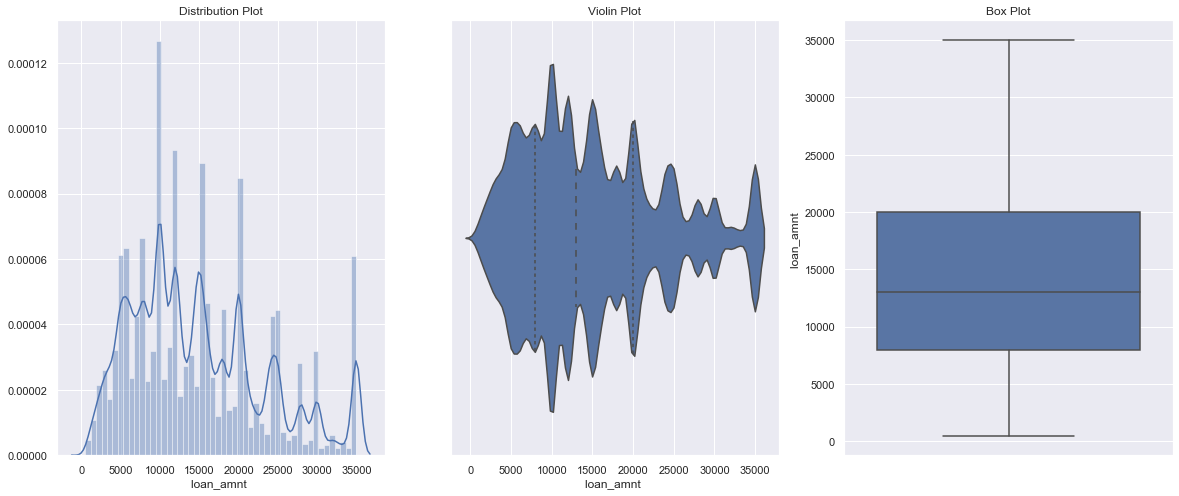 Distribution Plot
0.00012
0.00010
0.00008
0.00006
0.00004
0.00002
0.00000
0 5000 10000 15000 20000 25000 30000 35000
loan_amnt
Violin Plot
0 5000 10000 15000 20000 25000 30000 35000
loan_amnt
Box Plot
loan_amnt
35000
30000
25000
20000
15000
10000
5000
0